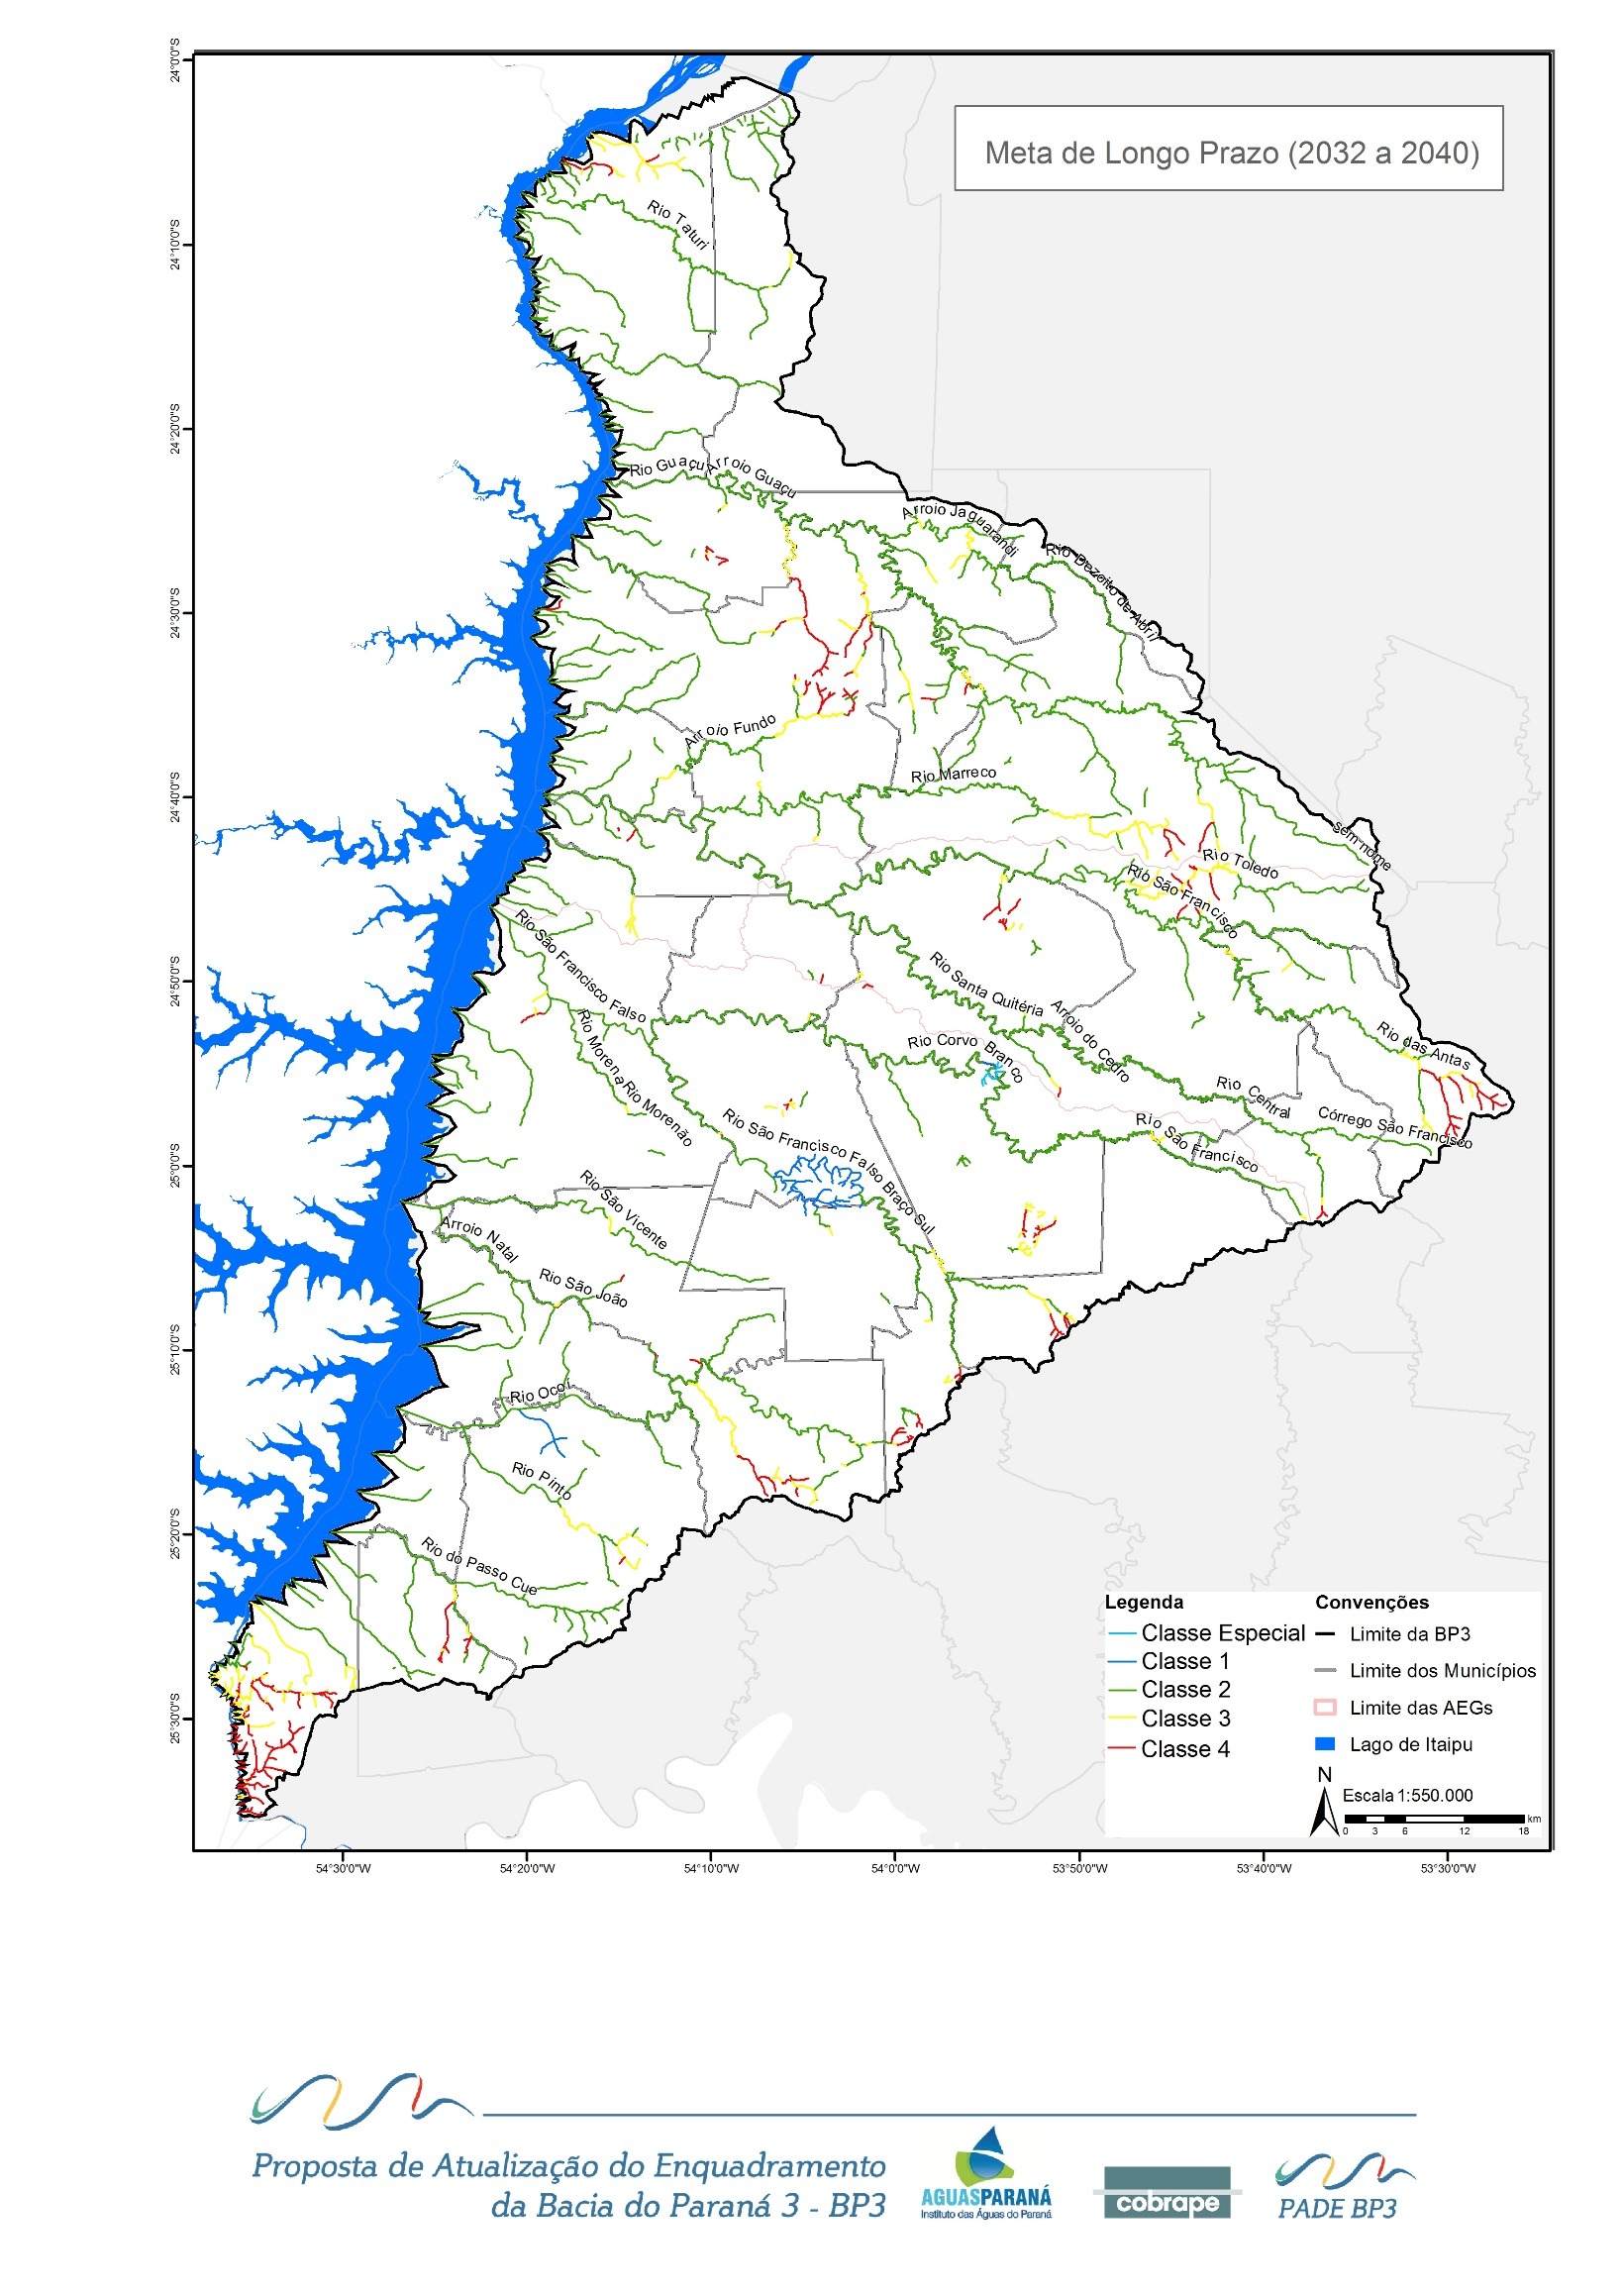 Meta de Longo Prazo (2032 a 2040)
24°0'0"S
24°10'0"S
24°20'0"S
24°30'0"S
24°40'0"S
24°50'0"S
25°0'0"S
25°10'0"S
25°20'0"S
25°30'0"S
Rio Taturi
Rio Guaçu
Arroio Guaçu
Arroio Jaguarandi
Rio Dezoito de Abril
Arroio Fundo
Rio Marreco
sem nome
Rio Toledo
Rio São Francisco
Rio São Francisco Falso
Rio Santa Quitéria
Arroio do Cedro
Rio Morena
Rio Morenão
Rio Corvo Branco
Rio das Antas
Rio Central
Córrego São Francisco
Rio São Francisco
Rio São Francisco Falso Braço Sul
Rio São Vicente
Arroio Natal
Rio São João
Rio Ocoí
Rio Pinto
Rio do Passo Cue
Legenda
Classe Especial
Classe 1
Classe 2
Classe 3
Classe 4
Convenções
Limite da BP3
Limite dos Municípios
Limite das AEGs
Lago de Itaipu
N
Escala 1:550.000
km
0 3 6 12 18
54°30'0"W 54°20'0"W 54°10'0"W 54°0'0"W 53°50'0"W 53°40'0"W 53°30'0"W
Proposta de Atualização do Enquadramento
da Bacia do Paraná 3 - BP3
AGUASPARANÁ
Instituto das Águas do Paraná
cobrape
PADE BP3